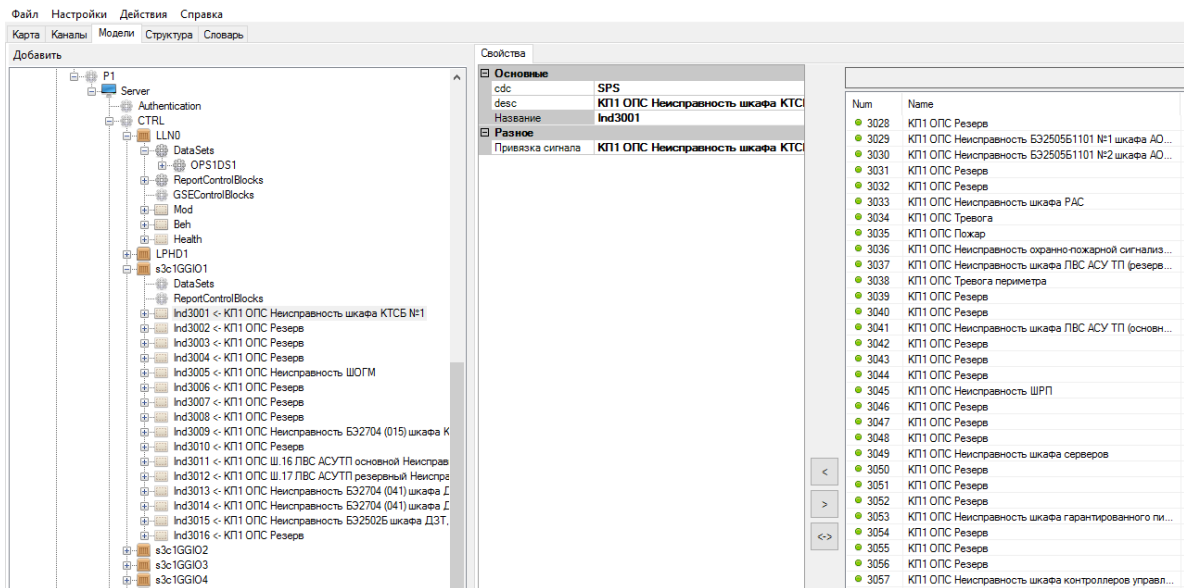 Файл Настройки Действия Справка
Карта Каналы Модели Структура Словарь
Добавить
P1
Server
Authentication
CTRL
LLN0
DataSets
OPS1DS1
ReportControlBlocks
GSEControlBlocks
Mod
Beh
Health
LPHD1
s3c1GGIO1
DataSets
ReportControlBlocks
Ind3001 <- КП1 ОПС Неисправность шкафа КТСБ №1
Ind3002 <- КП1 ОПС Резерв
Ind3003 <- КП1 ОПС Резерв
Ind3004 <- КП1 ОПС Резерв
Ind3005 <- КП1 ОПС Неисправность ШОГМ
Ind3006 <- КП1 ОПС Резерв
Ind3007 <- КП1 ОПС Резерв
Ind3008 <- КП1 ОПС Резерв
Ind3009 <- КП1 ОПС Неисправность БЭ2704 (015) шкафа К
Ind3010 <- КП1 ОПС Резерв
Ind3011 <- КП1 ОПС Ш.16 ЛВС АСУТП основной Неисправ
Ind3012 <- КП1 ОПС Ш.17 ЛВС АСУТП резервный Неиспра
Ind3013 <- КП1 ОПС Неисправность БЭ2704 (041) шкафа Д
Ind3014 <- КП1 ОПС Неисправность БЭ2704 (041) шкафа Д
Ind3015 <- КП1 ОПС Неисправность БЭ2502Б шкафа ДЗТ,
Ind3016 <- КП1 ОПС Резерв
s3c1GGIO2
s3c1GGIO3
s3c1GGIO4
Свойства
Основные
cdc SPS
desc КП1 ОПС Неисправность шкафа КТСІ
Название Ind3001
Разное
Привязка сигнала КП1 ОПС Неисправность шкафа КТСІ
<
>
<->
Num Name
3028 КП1 ОПС Резерв
3029 КП1 ОПС Неисправность БЭ2505Б1101 №1 шкафа АО...
3030 КП1 ОПС Неисправность БЭ2505Б1101 №2 шкафа АО...
3031 КП1 ОПС Резерв
3032 КП1 ОПС Резерв
3033 КП1 ОПС Неисправность шкафа РАС
3034 КП1 ОПС Тревога
3035 КП1 ОПС Пожар
3036 КП1 ОПС Неисправность охранно-пожарной сигнализ...
3037 КП1 ОПС Неисправность шкафа ЛВС АСУ ТП (резерв...
3038 КП1 ОПС Тревога периметра
3039 КП1 ОПС Резерв
3040 КП1 ОПС Резерв
3041 КП1 ОПС Неисправность шкафа ЛВС АСУ ТП (основн...
3042 КП1 ОПС Резерв
3043 КП1 ОПС Резерв
3044 КП1 ОПС Резерв
3045 КП1 ОПС Неисправность ШРП
3046 КП1 ОПС Резерв
3047 КП1 ОПС Резерв
3048 КП1 ОПС Резерв
3049 КП1 ОПС Неисправность шкафа серверов
3050 КП1 ОПС Резерв
3051 КП1 ОПС Резерв
3052 КП1 ОПС Резерв
3053 КП1 ОПС Неисправность шкафа гарантированного пи...
3054 КП1 ОПС Резерв
3055 КП1 ОПС Резерв
3056 КП1 ОПС Резерв
3057 КП1 ОПС Неисправность шкафа контроллеров управл...